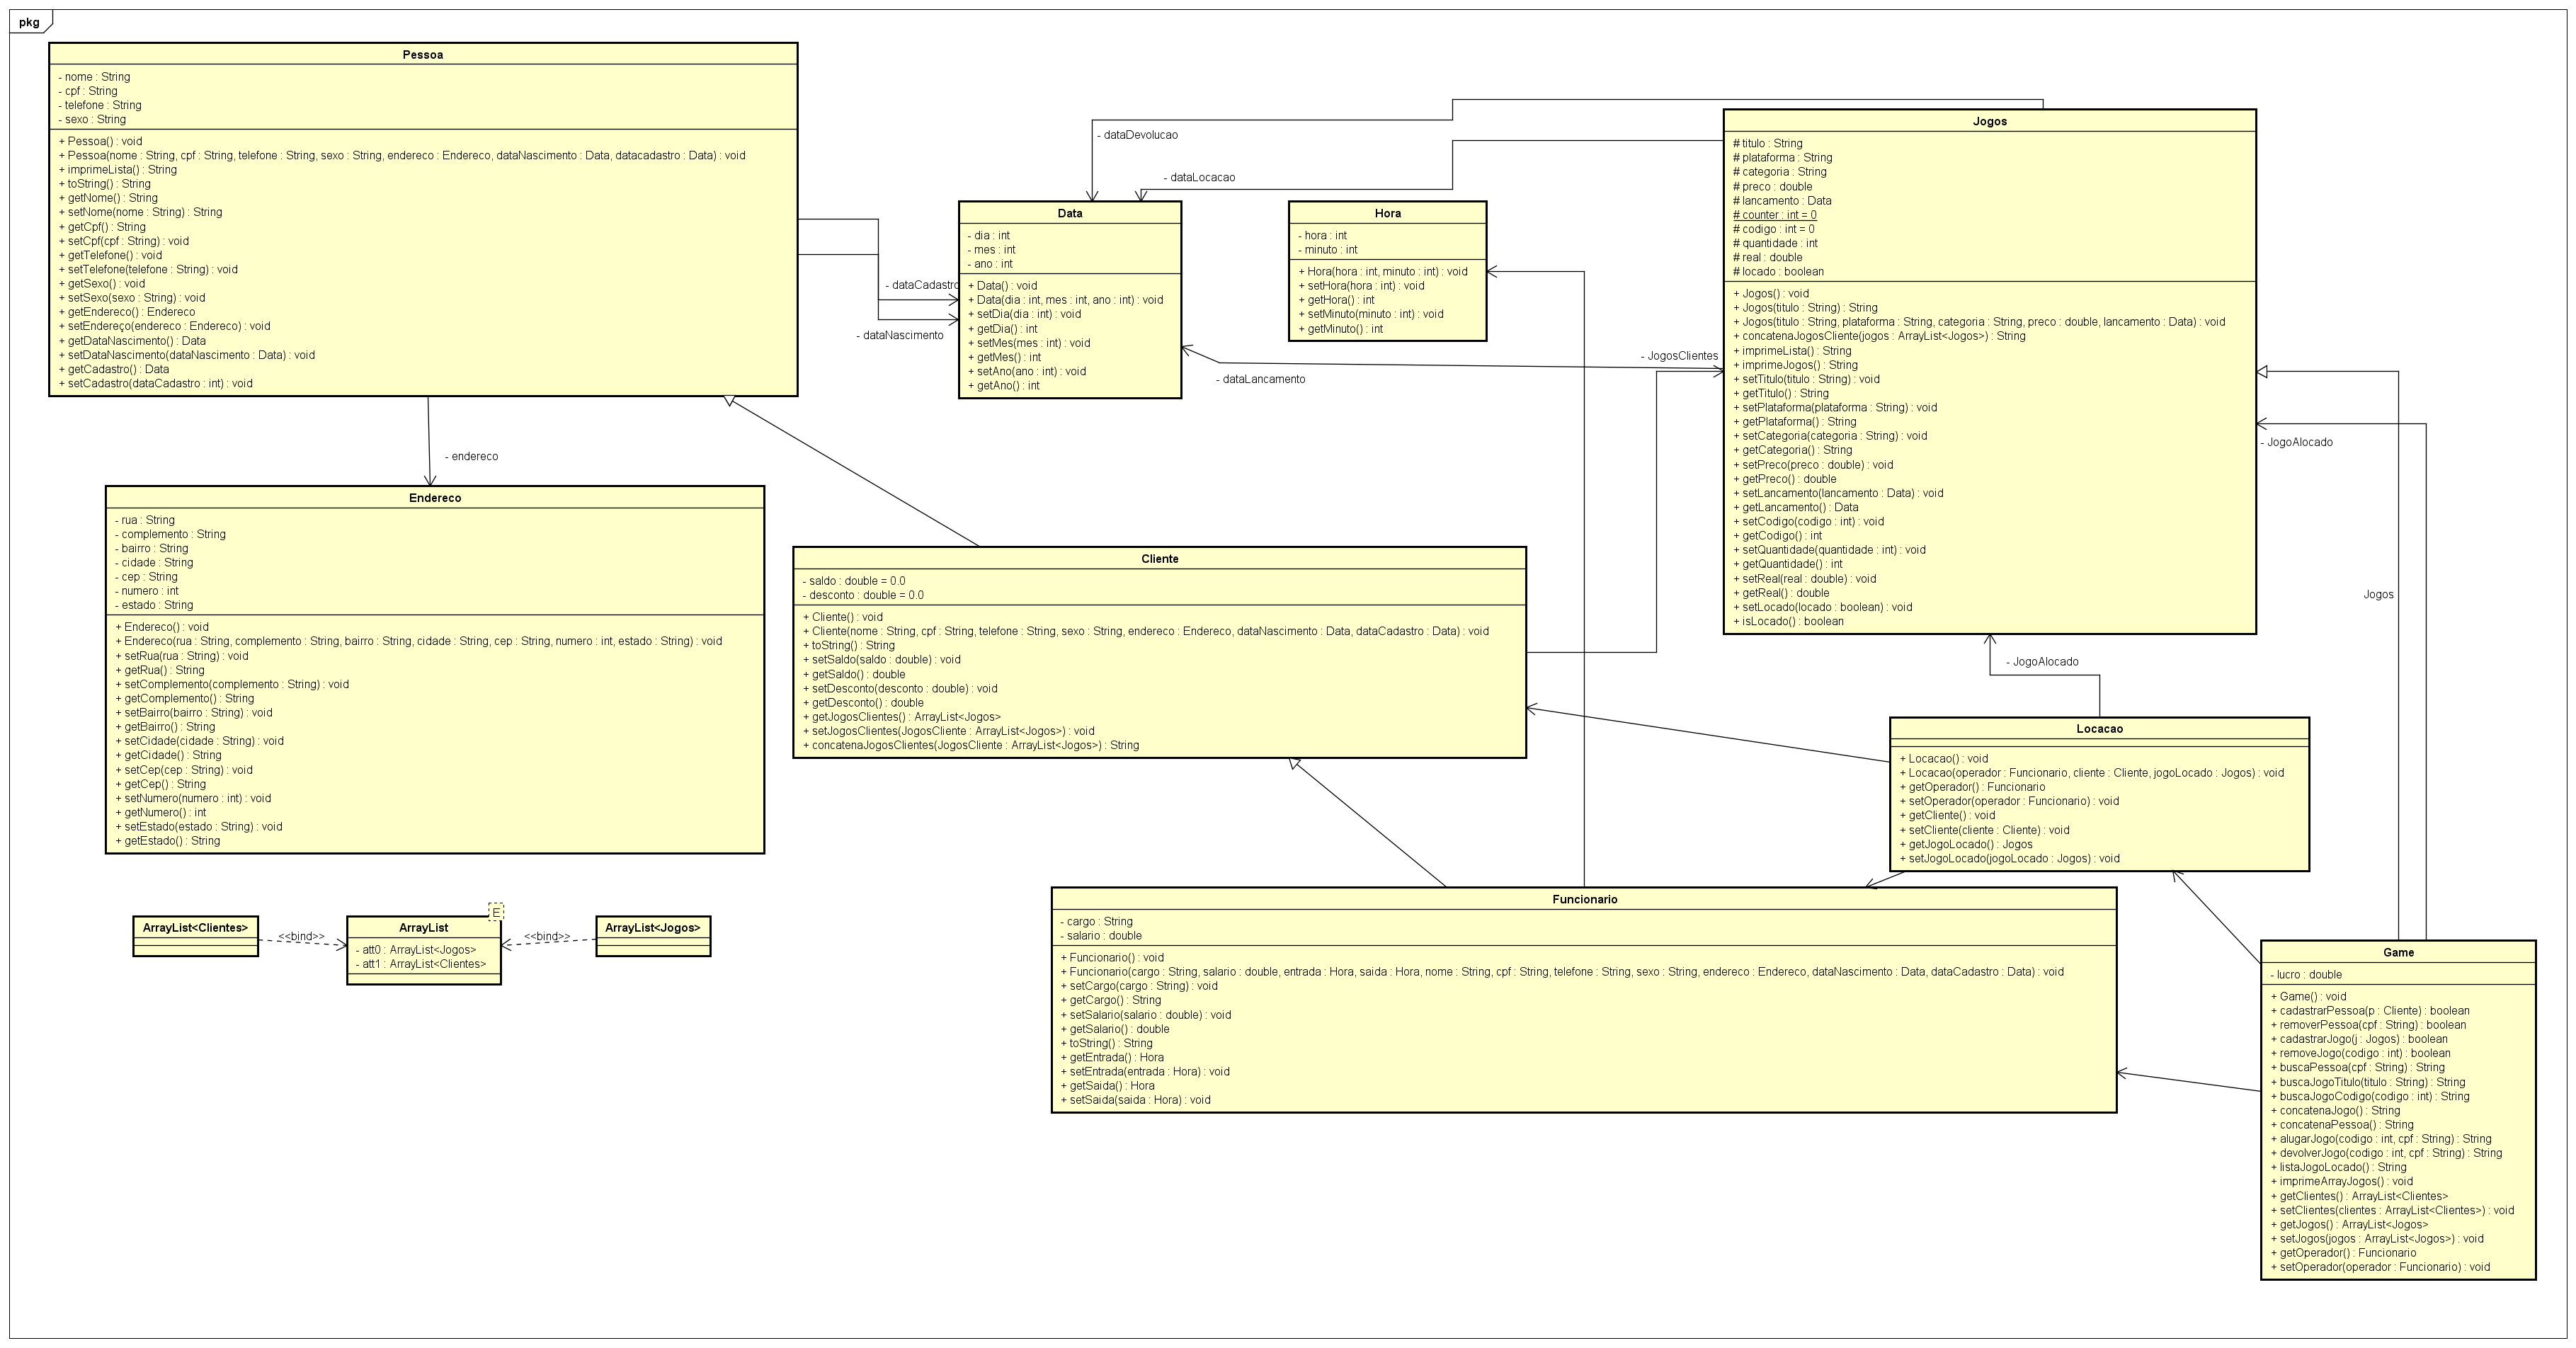 pkg
Pessoa
- nome : String
- cpf : String
- telefone : String
- sexo : String
+ Pessoa() : void
+ Pessoa(nome : String, cpf : String, telefone : String, sexo : String, endereco : Endereco, dataNascimento : Data, datacadastro : Data) : void
+ imprimeLista() : String
+ toString() : String
+ getNome() : String
+ setNome(nome : String) : String
+ getCpf() : String
+ setCpf(cpf : String) : void
+ getTelefone() : void
+ setTelefone(telefone : String) : void
+ getSexo() : void
+ setSexo(sexo : String) : void
+ getEndereco() : Endereco
+ setEndereço(endereco : Endereco) : void
+ getDataNascimento() : Data
+ setDataNascimento(dataNascimento : Data) : void
+ getCadastro() : Data
+ setCadastro(dataCadastro : int) : void
- dataDevolucao
- dataLocacao
- dataCadastro
- dataNascimento
Data
- dia : int
- mes : int
- ano : int
+ Data() : void
+ Data(dia : int, mes : int, ano : int) : void
+ setDia(dia : int) : void
+ getDia() : int
+ setMes(mes : int) : void
+ getMes() : int
+ setAno(ano : int) : void
+ getAno() : int
Hora
- hora : int
- minuto : int
+ Hora(hora : int, minuto : int) : void
+ setHora(hora : int) : void
+ getHora() : int
+ setMinuto(minuto : int) : void
+ getMinuto() : int
- JogosClientes
- dataLancamento
Jogos
# titulo : String
# plataforma : String
# categoria : String
# preco : double
# lancamento : Data
# counter : int = 0
# codigo : int = 0
# quantidade : int
# real : double
# locado : boolean
+ Jogos() : void
+ Jogos(titulo : String) : String
+ Jogos(titulo : String, plataforma : String, categoria : String, preco : double, lancamento : Data) : void
+ concatenaJogosCliente(jogos : ArrayList<Jogos>) : String
+ imprimeLista() : String
+ imprimeJogos() : String
+ setTitulo(titulo : String) : void
+ getTitulo() : String
+ setPlataforma(plataforma : String) : void
+ getPlataforma() : String
+ setCategoria(categoria : String) : void
+ getCategoria() : String
+ setPreco(preco : double) : void
+ getPreco() : double
+ setLancamento(lancamento : Data) : void
+ getLancamento() : Data
+ setCodigo(codigo : int) : void
+ getCodigo() : int
+ setQuantidade(quantidade : int) : void
+ getQuantidade() : int
+ setReal(real : double) : void
+ getReal() : double
+ setLocado(locado : boolean) : void
+ isLocado() : boolean
- JogoAlocado
Jogos
- endereco
Endereco
- rua : String
- complemento : String
- bairro : String
- cidade : String
- cep : String
- numero : int
- estado : String
+ Endereco() : void
+ Endereco(rua : String, complemento : String, bairro : String, cidade : String, cep : String, numero : int, estado : String) : void
+ setRua(rua : String) : void
+ getRua() : String
+ setComplemento(complemento : String) : void
+ getComplemento() : String
+ setBairro(bairro : String) : void
+ getBairro() : String
+ setCidade(cidade : String) : void
+ getCidade() : String
+ setCep(cep : String) : void
+ getCep() : String
+ setNumero(numero : int) : void
+ getNumero() : int
+ setEstado(estado : String) : void
+ getEstado() : String
Cliente
- saldo : double = 0.0
- desconto : double = 0.0
+ Cliente() : void
+ Cliente(nome : String, cpf : String, telefone : String, sexo : String, endereco : Endereco, dataNascimento : Data, dataCadastro : Data) : void
+ toString() : String
+ setSaldo(saldo : double) : void
+ getSaldo() : double
+ setDesconto(desconto : double) : void
+ getDesconto() : double
+ getJogosClientes() : ArrayList<Jogos>
+ setJogosClientes(JogosCliente : ArrayList<Jogos>) : void
+ concatenaJogosClientes(JogosCliente : ArrayList<Jogos>) : String
- JogoAlocado
Locacao
+ Locacao() : void
+ Locacao(operador : Funcionario, cliente : Cliente, jogoLocado : Jogos) : void
+ getOperador() : Funcionario
+ setOperador(operador : Funcionario) : void
+ getCliente() : void
+ setCliente(cliente : Cliente) : void
+ getJogoLocado() : Jogos
+ setJogoLocado(jogoLocado : Jogos) : void
ArrayList<Clientes>
<<bind>>
E
ArrayList
- att0 : ArrayList<Jogos>
- att1 : ArrayList<Clientes>
<<bind>>
ArrayList<Jogos>
Funcionario
- cargo : String
- salario : double
+ Funcionario() : void
+ Funcionario(cargo : String, salario : double, entrada : Hora, saida : Hora, nome : String, cpf : String, telefone : String, sexo : String, endereco : Endereco, dataNascimento : Data, dataCadastro : Data) : void
+ setCargo(cargo : String) : void
+ getCargo() : String
+ setSalario(salario : double) : void
+ getSalario() : double
+ toString() : String
+ getEntrada() : Hora
+ setEntrada(entrada : Hora) : void
+ getSaida() : Hora
+ setSaida(saida : Hora) : void
Game
- lucro : double
+ Game() : void
+ cadastrarPessoa(p : Cliente) : boolean
+ removerPessoa(cpf : String) : boolean
+ cadastrarJogo(j : Jogos) : boolean
+ removeJogo(codigo : int) : boolean
+ buscaPessoa(cpf : String) : String
+ buscaJogoTitulo(titulo : String) : String
+ buscaJogoCodigo(codigo : int) : String
+ concatenaJogo() : String
+ concatenaPessoa() : String
+ alugarJogo(codigo : int, cpf : String) : String
+ devolverJogo(codigo : int, cpf : String) : String
+ listaJogoLocado() : String
+ imprimeArrayJogos() : void
+ getClientes() : ArrayList<Clientes>
+ setClientes(clientes : ArrayList<Clientes>) : void
+ getJogos() : ArrayList<Jogos>
+ setJogos(jogos : ArrayList<Jogos>) : void
+ getOperador() : Funcionario
+ setOperador(operador : Funcionario) : void